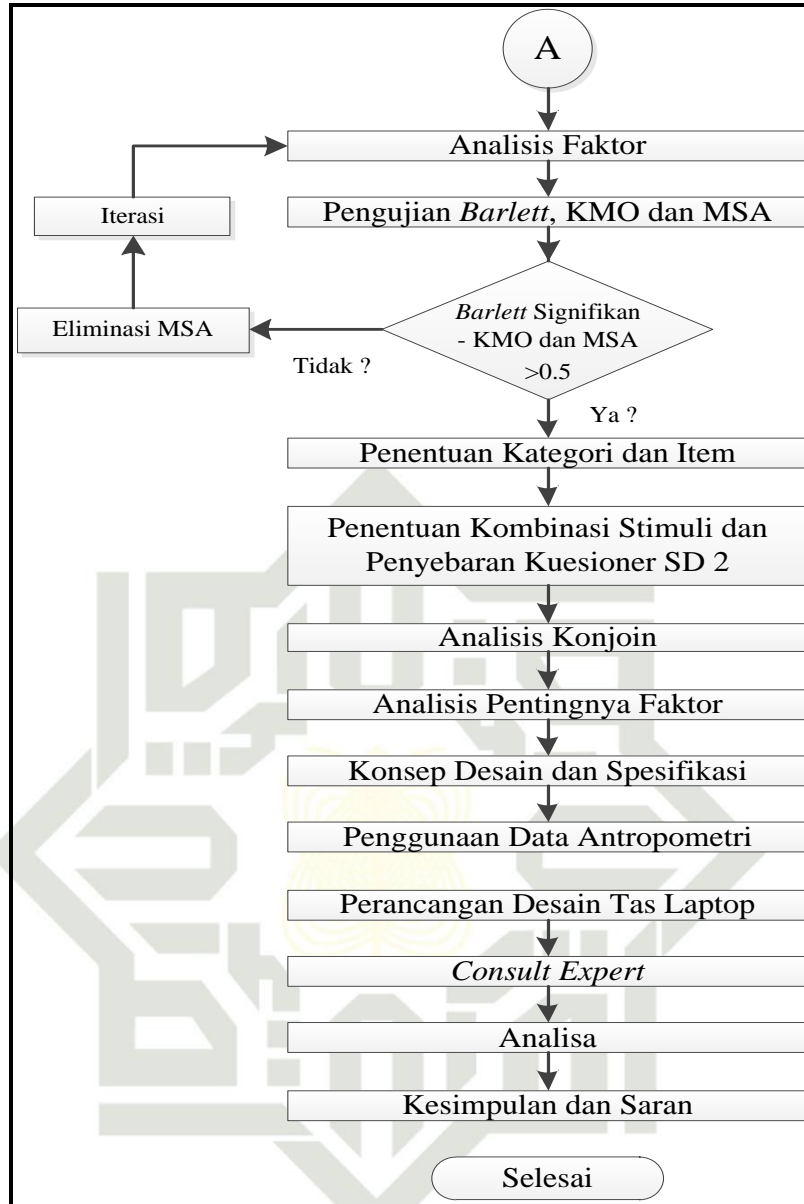 A
Analisis Faktor
Iterasi
Pengujian Barlett, KMO dan MSA
Eliminasi MSA
Barlett Signifikan
- KMO dan MSA
>0.5
Tidak ?
Ya ?
Penentuan Kategori dan Item
Penentuan Kombinasi Stimuli dan
Penyebaran Kuesioner SD 2
Analisis Konjoin
Analisis Pentingnya Faktor
Konsep Desain dan Spesifikasi
Penggunaan Data Antropometri
Perancangan Desain Tas Laptop
Consult Expert
Analisa
Kesimpulan dan Saran
Selesai